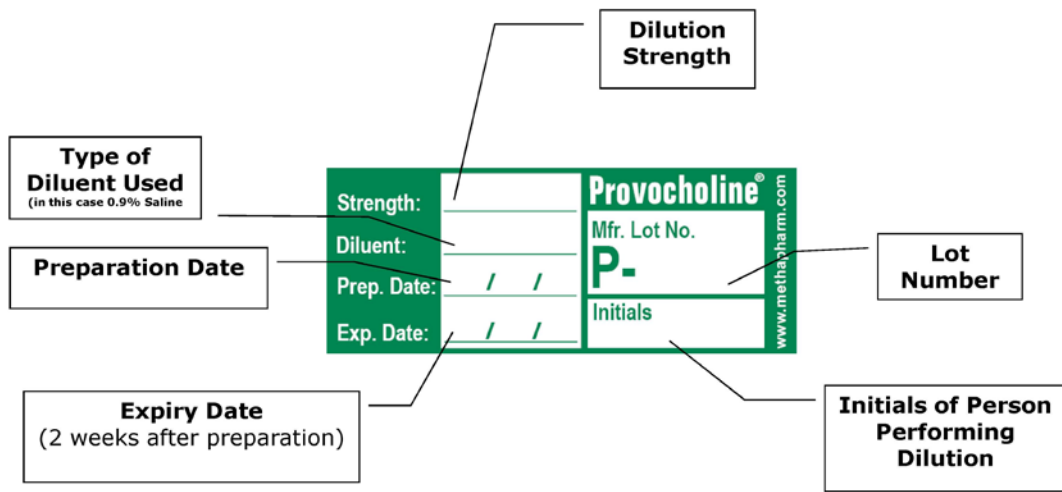 Dilution
Strength
Type of
Diluent Used
(in this case 0.9% Saline
Preparation Date
Expiry Date
(2 weeks after preparation)
Strength:
Diluent:
Prep. Date: / /
Exp. Date: / /
Provocholine®
Mfr. Lot No.
P-
Initials
www.methapharm.com
Lot
Number
Initials of Person
Performing
Dilution